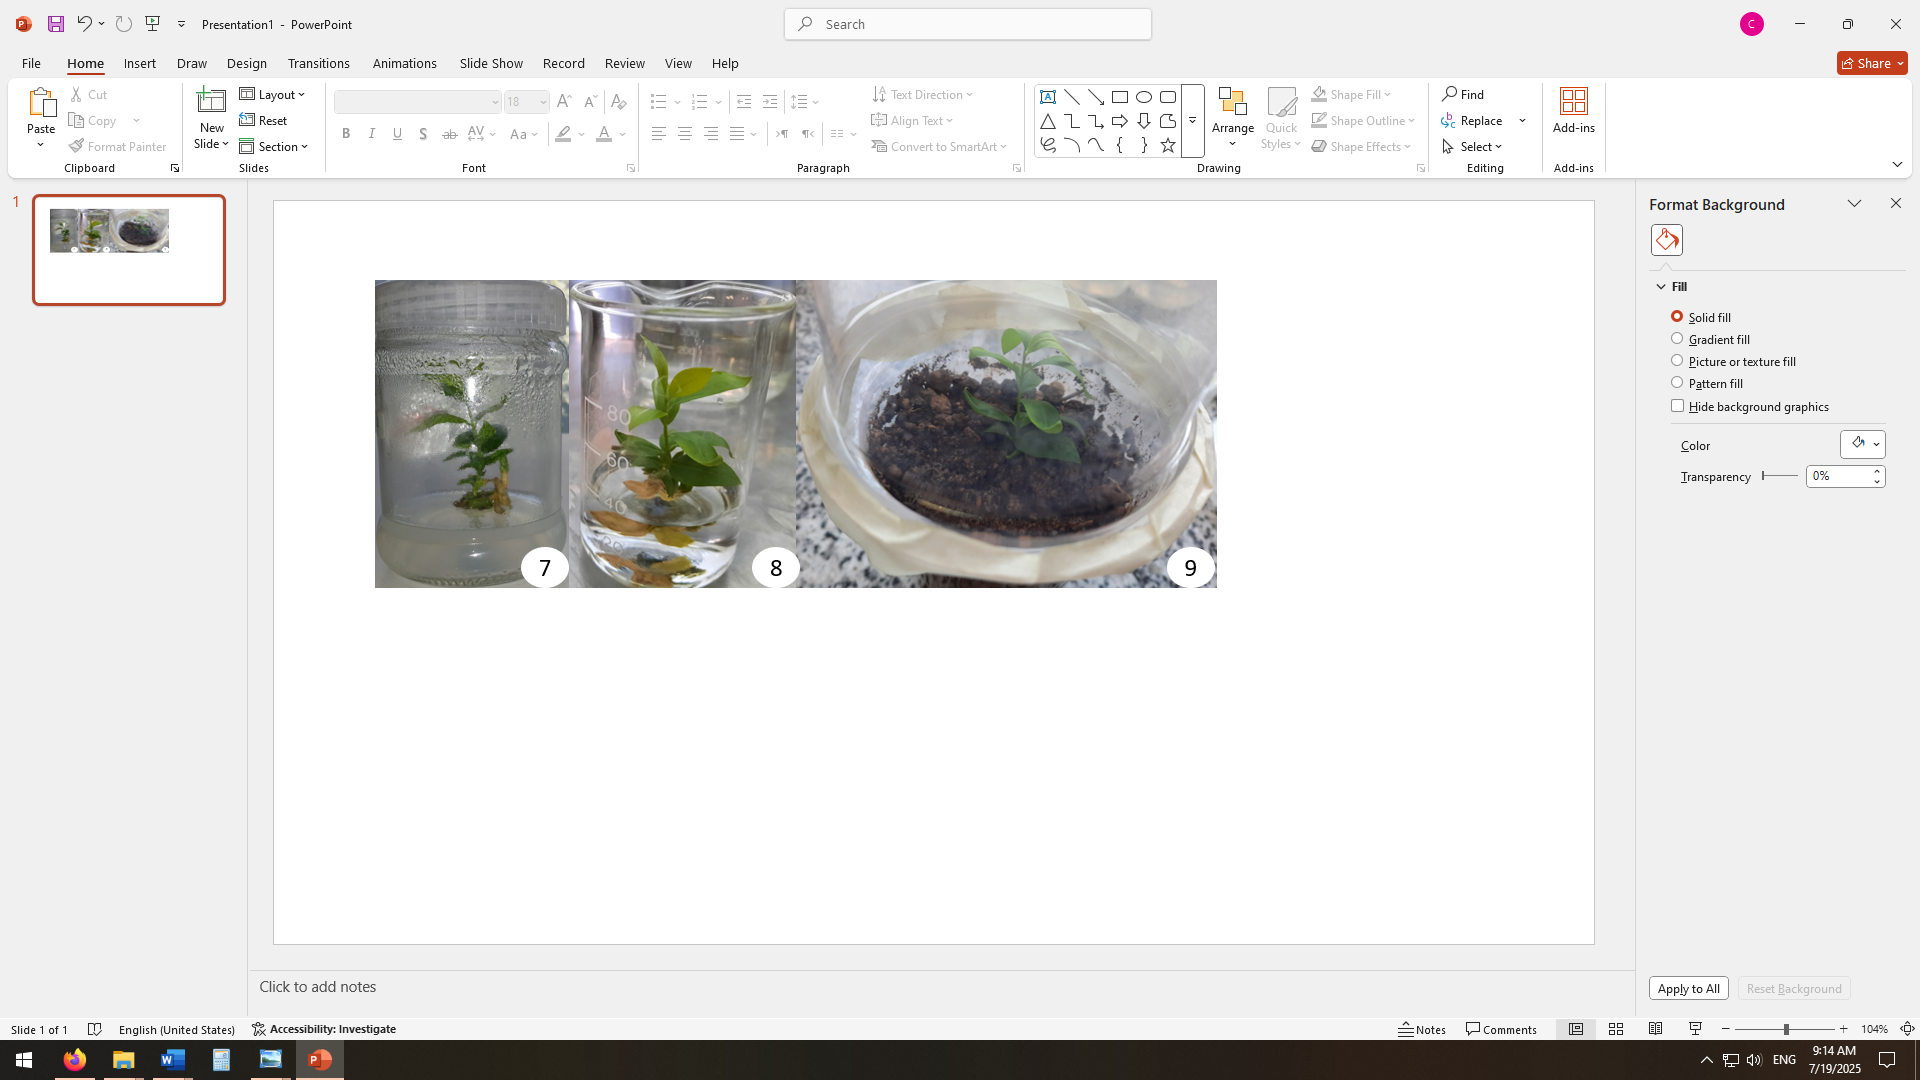 Presentation1 - PowerPoint
Search
C
File Home Insert Draw Design Transitions Animations Slide Show Record Review View Help
Share
Paste
Cut
Copy
Format Painter
Clipboard
New Slide
Layout
Reset
Section
Slides
18
Font
Paragraph
Text Direction
Align Text
Convert to SmartArt
Drawing
Arrange
Quick Styles
Shape Fill
Shape Outline
Shape Effects
Find
Replace
Select
Editing
Add-ins
Add-ins
1
80
60
40
7
8
9
Format Background
Fill
Solid fill
Gradient fill
Picture or texture fill
Pattern fill
Hide background graphics
Color
Transparency 0%
Apply to All Reset Background
Click to add notes
Slide 1 of 1 English (United States) Accessibility: Investigate Notes Comments 104%
ENG
9:14 AM
7/19/2025